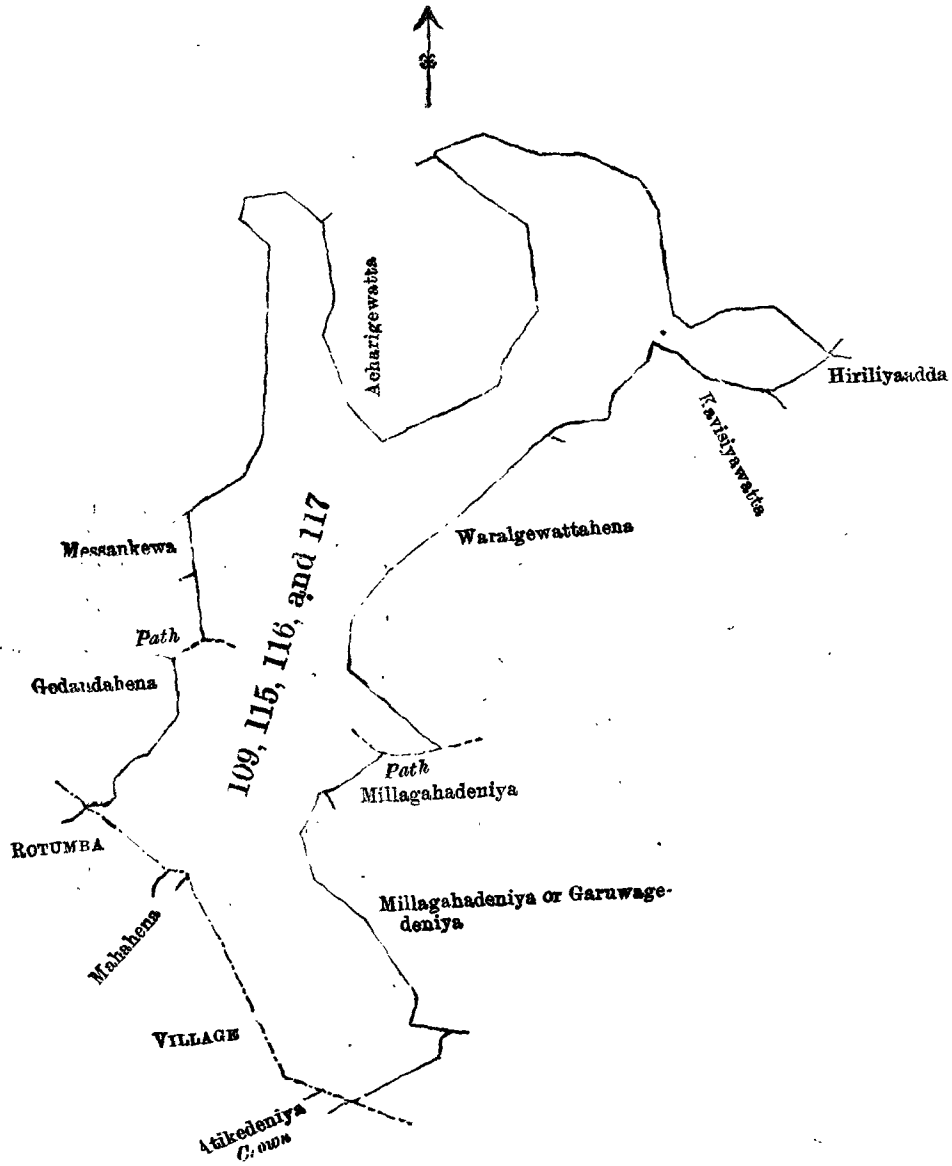 Acharigewatta
Hiriliyaadda
Kavisiyawatta
Waralgewattahena
Messankewa
109, 115, 116, and 117
Path
Godaudahena
Path
Millagahadeniya
ROTUMBA
Millagahadeniya or Garuwage-
deniya
Mahahena
VILLAGE
Atikedeniya
Crown